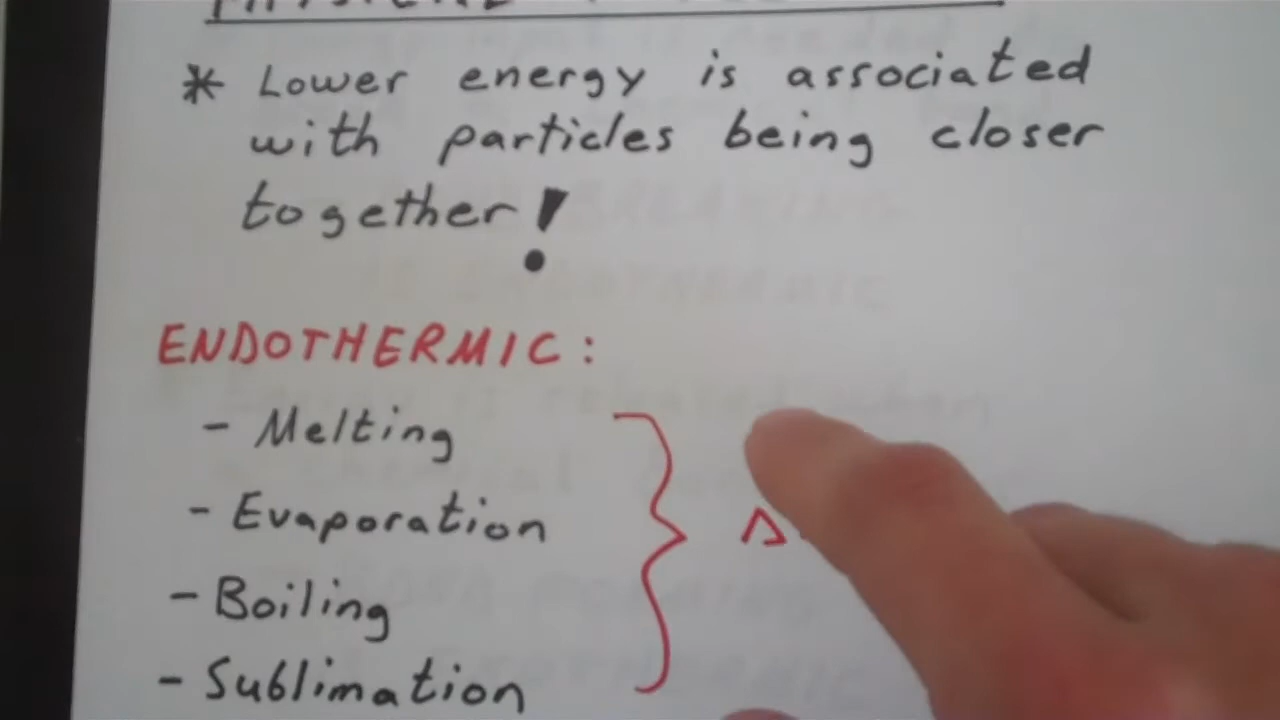 * Lower energy is associated
with particles being closer
together!
ENDOTHERMIC:
- Melting
- Evaporation
Δ
- Boiling
- Sublimation